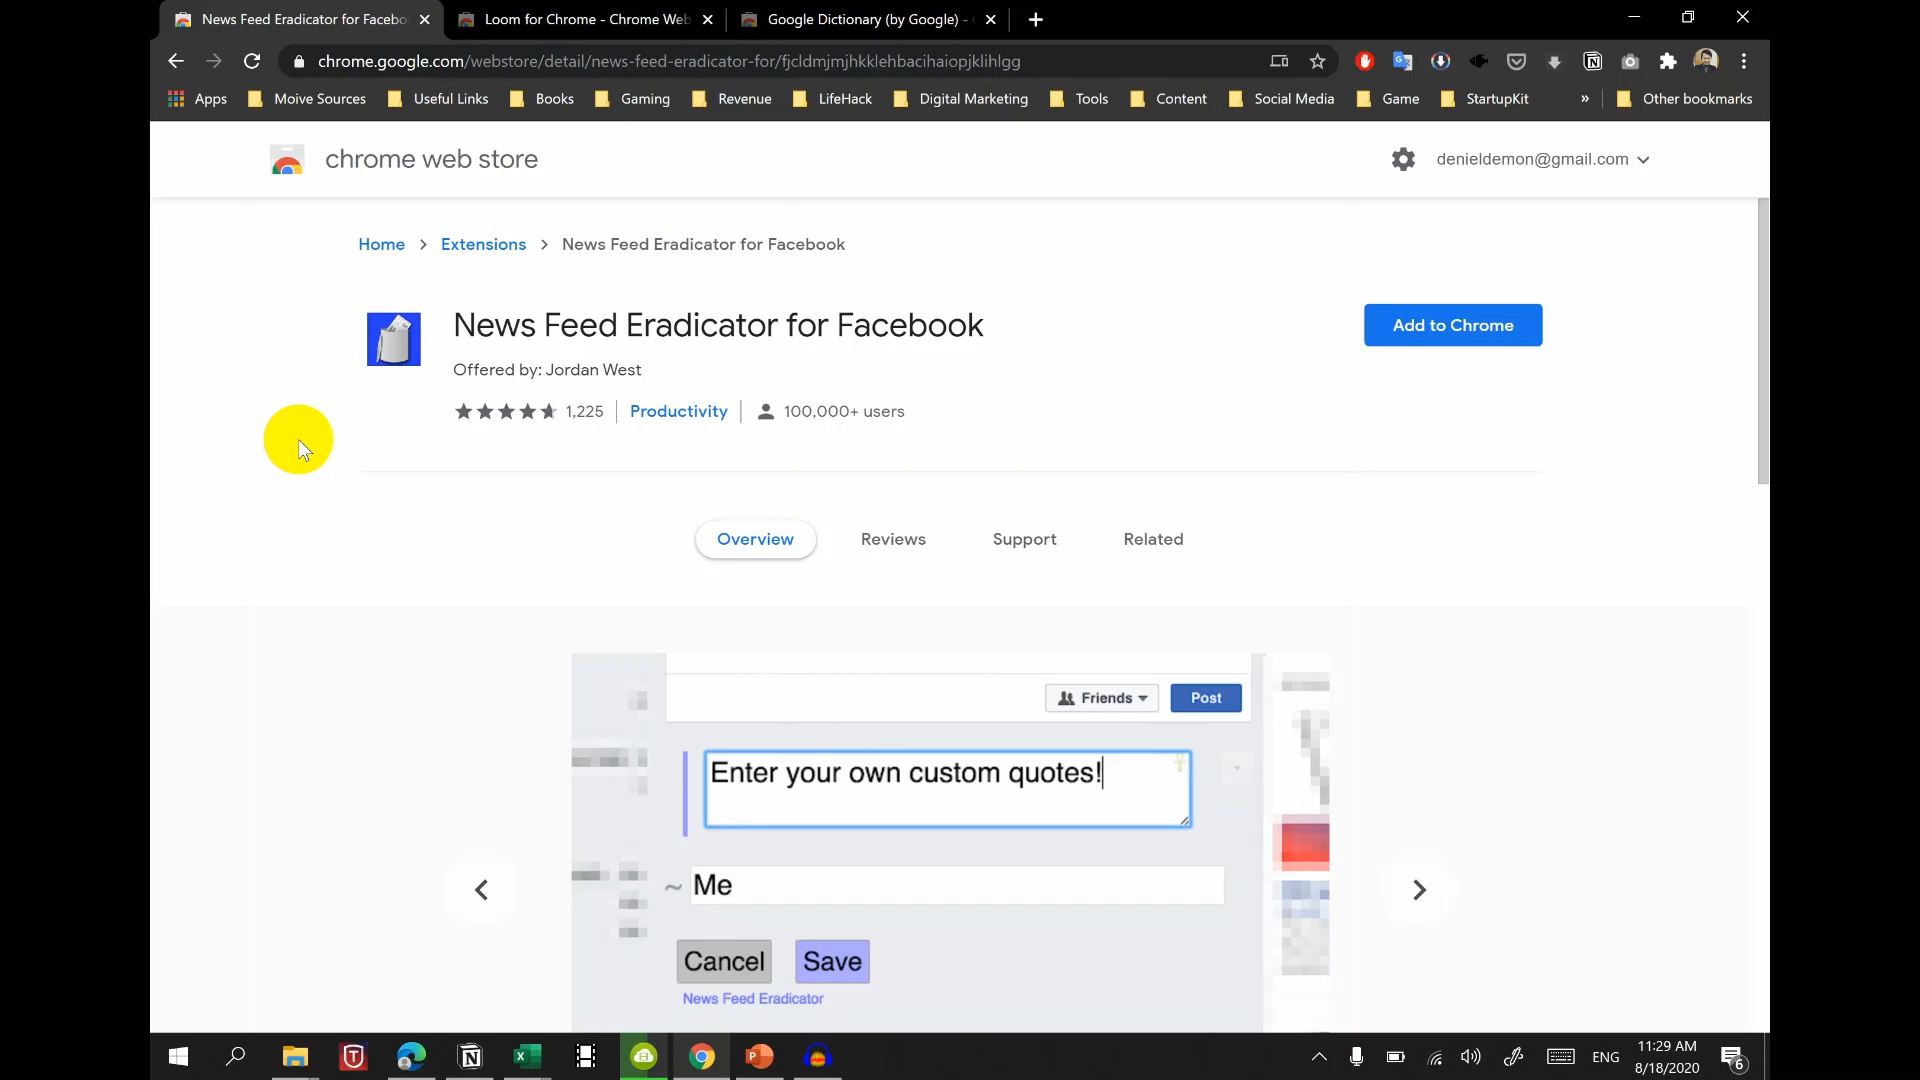 News Feed Eradicator for Facebo
Loom for Chrome - Chrome Web
Google Dictionary (by Google) -
chrome.google.com/webstore/detail/news-feed-eradicator-for/fjcldmjmjhkklehbacihaiopjklihlgg
Apps
Moive Sources
Useful Links
Books
Gaming
Revenue
LifeHack
Digital Marketing
Tools
Content
Social Media
Game
StartupKit
»
Other bookmarks
chrome web store
denieldemon@gmail.com
Home > Extensions > News Feed Eradicator for Facebook
News Feed Eradicator for Facebook
Add to Chrome
Offered by: Jordan West
1,225
Productivity
100,000+ users
Overview
Reviews
Support
Related
Friends
Post
Enter your own custom quotes!
~ Me
Cancel
Save
News Feed Eradicator
ENG
11:29 AM
8/18/2020
6